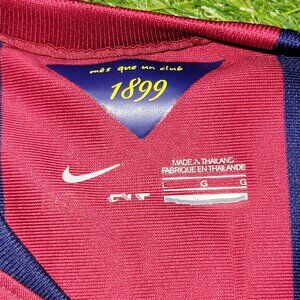 més que un club
1899
MADE IN THAILAND
FABRIQUE EN THAILANDE
L G G